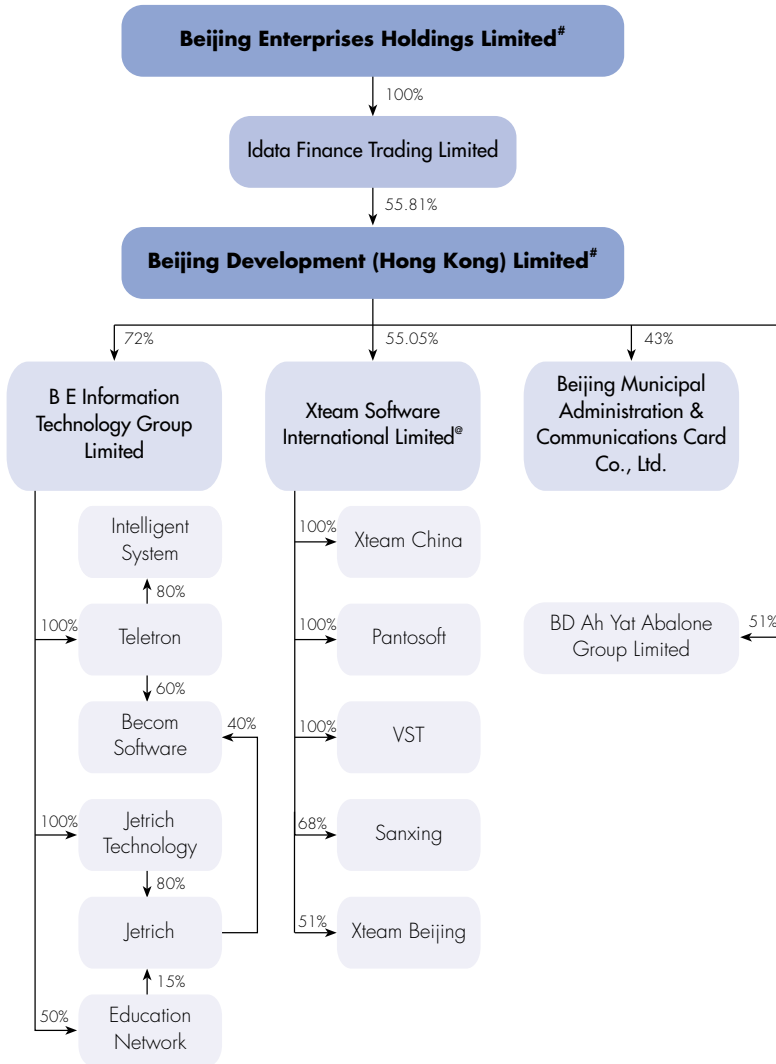 Beijing Enterprises Holdings Limited#
100%
Idata Finance Trading Limited
55.81%
Beijing Development (Hong Kong) Limited#
72%
55.05%
43%
B E Information
Technology Group
Limited
Xteam Software
International Limited@
Beijing Municipal
Administration &
Communications Card
Co., Ltd.
Intelligent
System
80%
100%
Teletron
60%
Becom
Software
40%
100%
Jetrich
Technology
80%
Jetrich
15%
50%
Education
Network
100%
Xteam China
100%
Pantosoft
100%
VST
68%
Sanxing
51%
Xteam Beijing
BD Ah Yat Abalone
Group Limited
51%